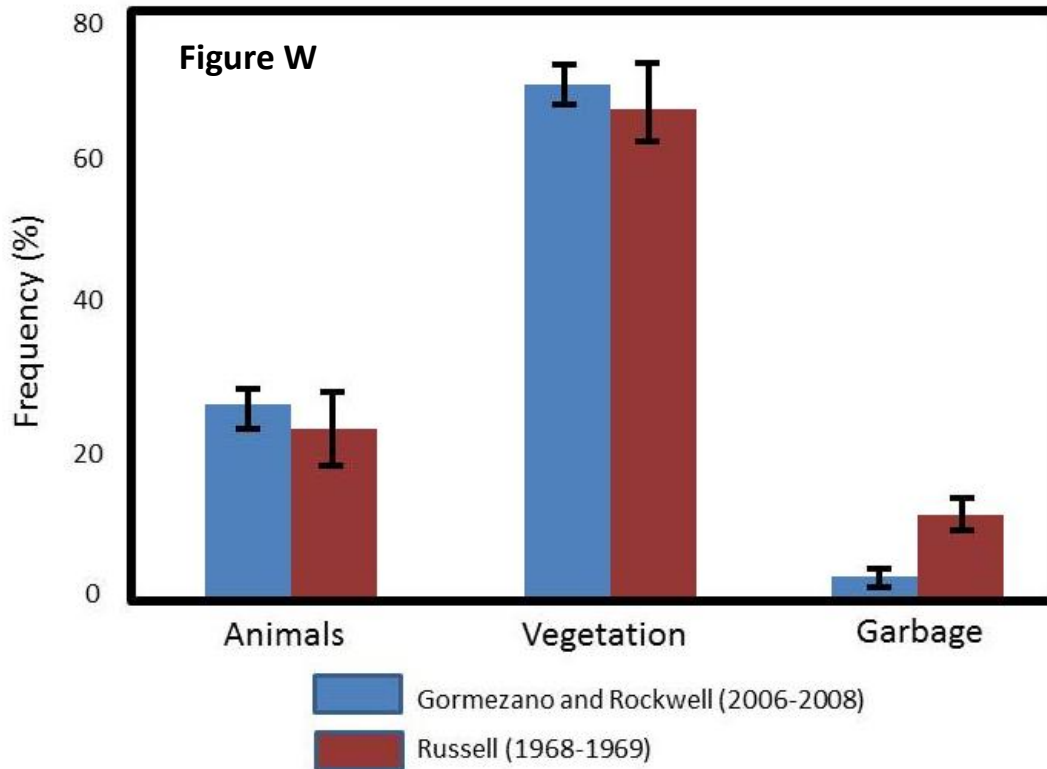 80
Figure W
60
40
20
0
Frequency (%)
Animals Vegetation Garbage
Gormezano and Rockwell (2006-2008)
Russell (1968-1969)